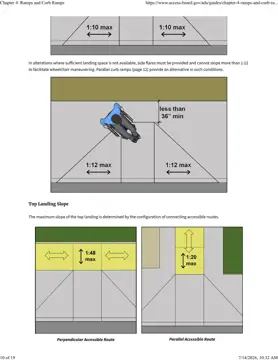 Chapter 4: Ramps and Curb Ramps
https://www.access-board.gov/ada/guides/chapter-4-ramps-and-curb-ra...
1:10 max
1:10 max
In alterations where sufficient landing space is not available, side flares must be provided and cannot slope more than 1:12
to facilitate wheelchair maneuvering. Parallel curb ramps (page 12) provide an alternative in such conditions.
less than
36" min
1:12 max
1:12 max
Top Landing Slope
The maximum slope of the top landing is determined by the configuration of connecting accessible routes.
1:48
max
1:20
max
Perpendicular Accessible Route
Parallel Accessible Route
10 of 19
7/14/2026, 10:32 AM